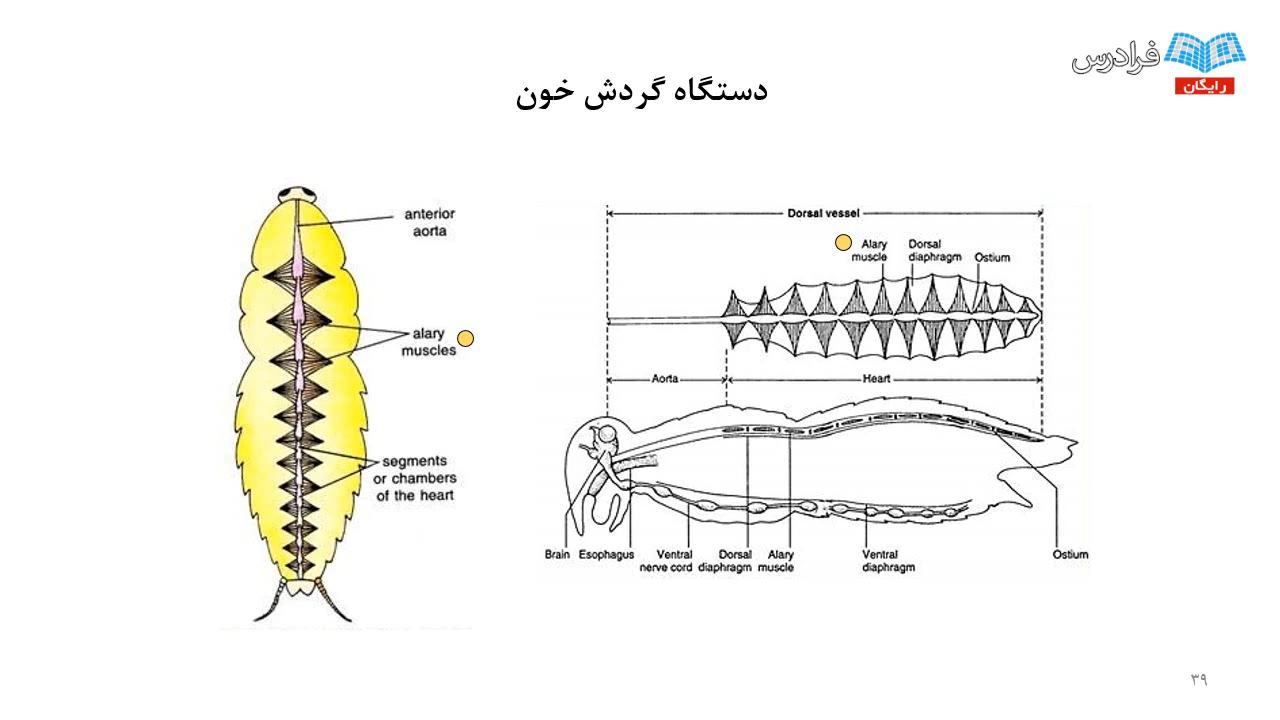 فرادرس
رایگان
دستگاه گردش خون
anterior
aorta
alary
muscles
segments
or chambers
of the heart
Dorsal vessel
Alary
muscle
Dorsal
diaphragm
Ostium
Aorta
Heart
Brain
Esophagus
Ventral
nerve cord
Dorsal
diaphragm
Alary
muscle
Ventral
diaphragm
Ostium
۳۹